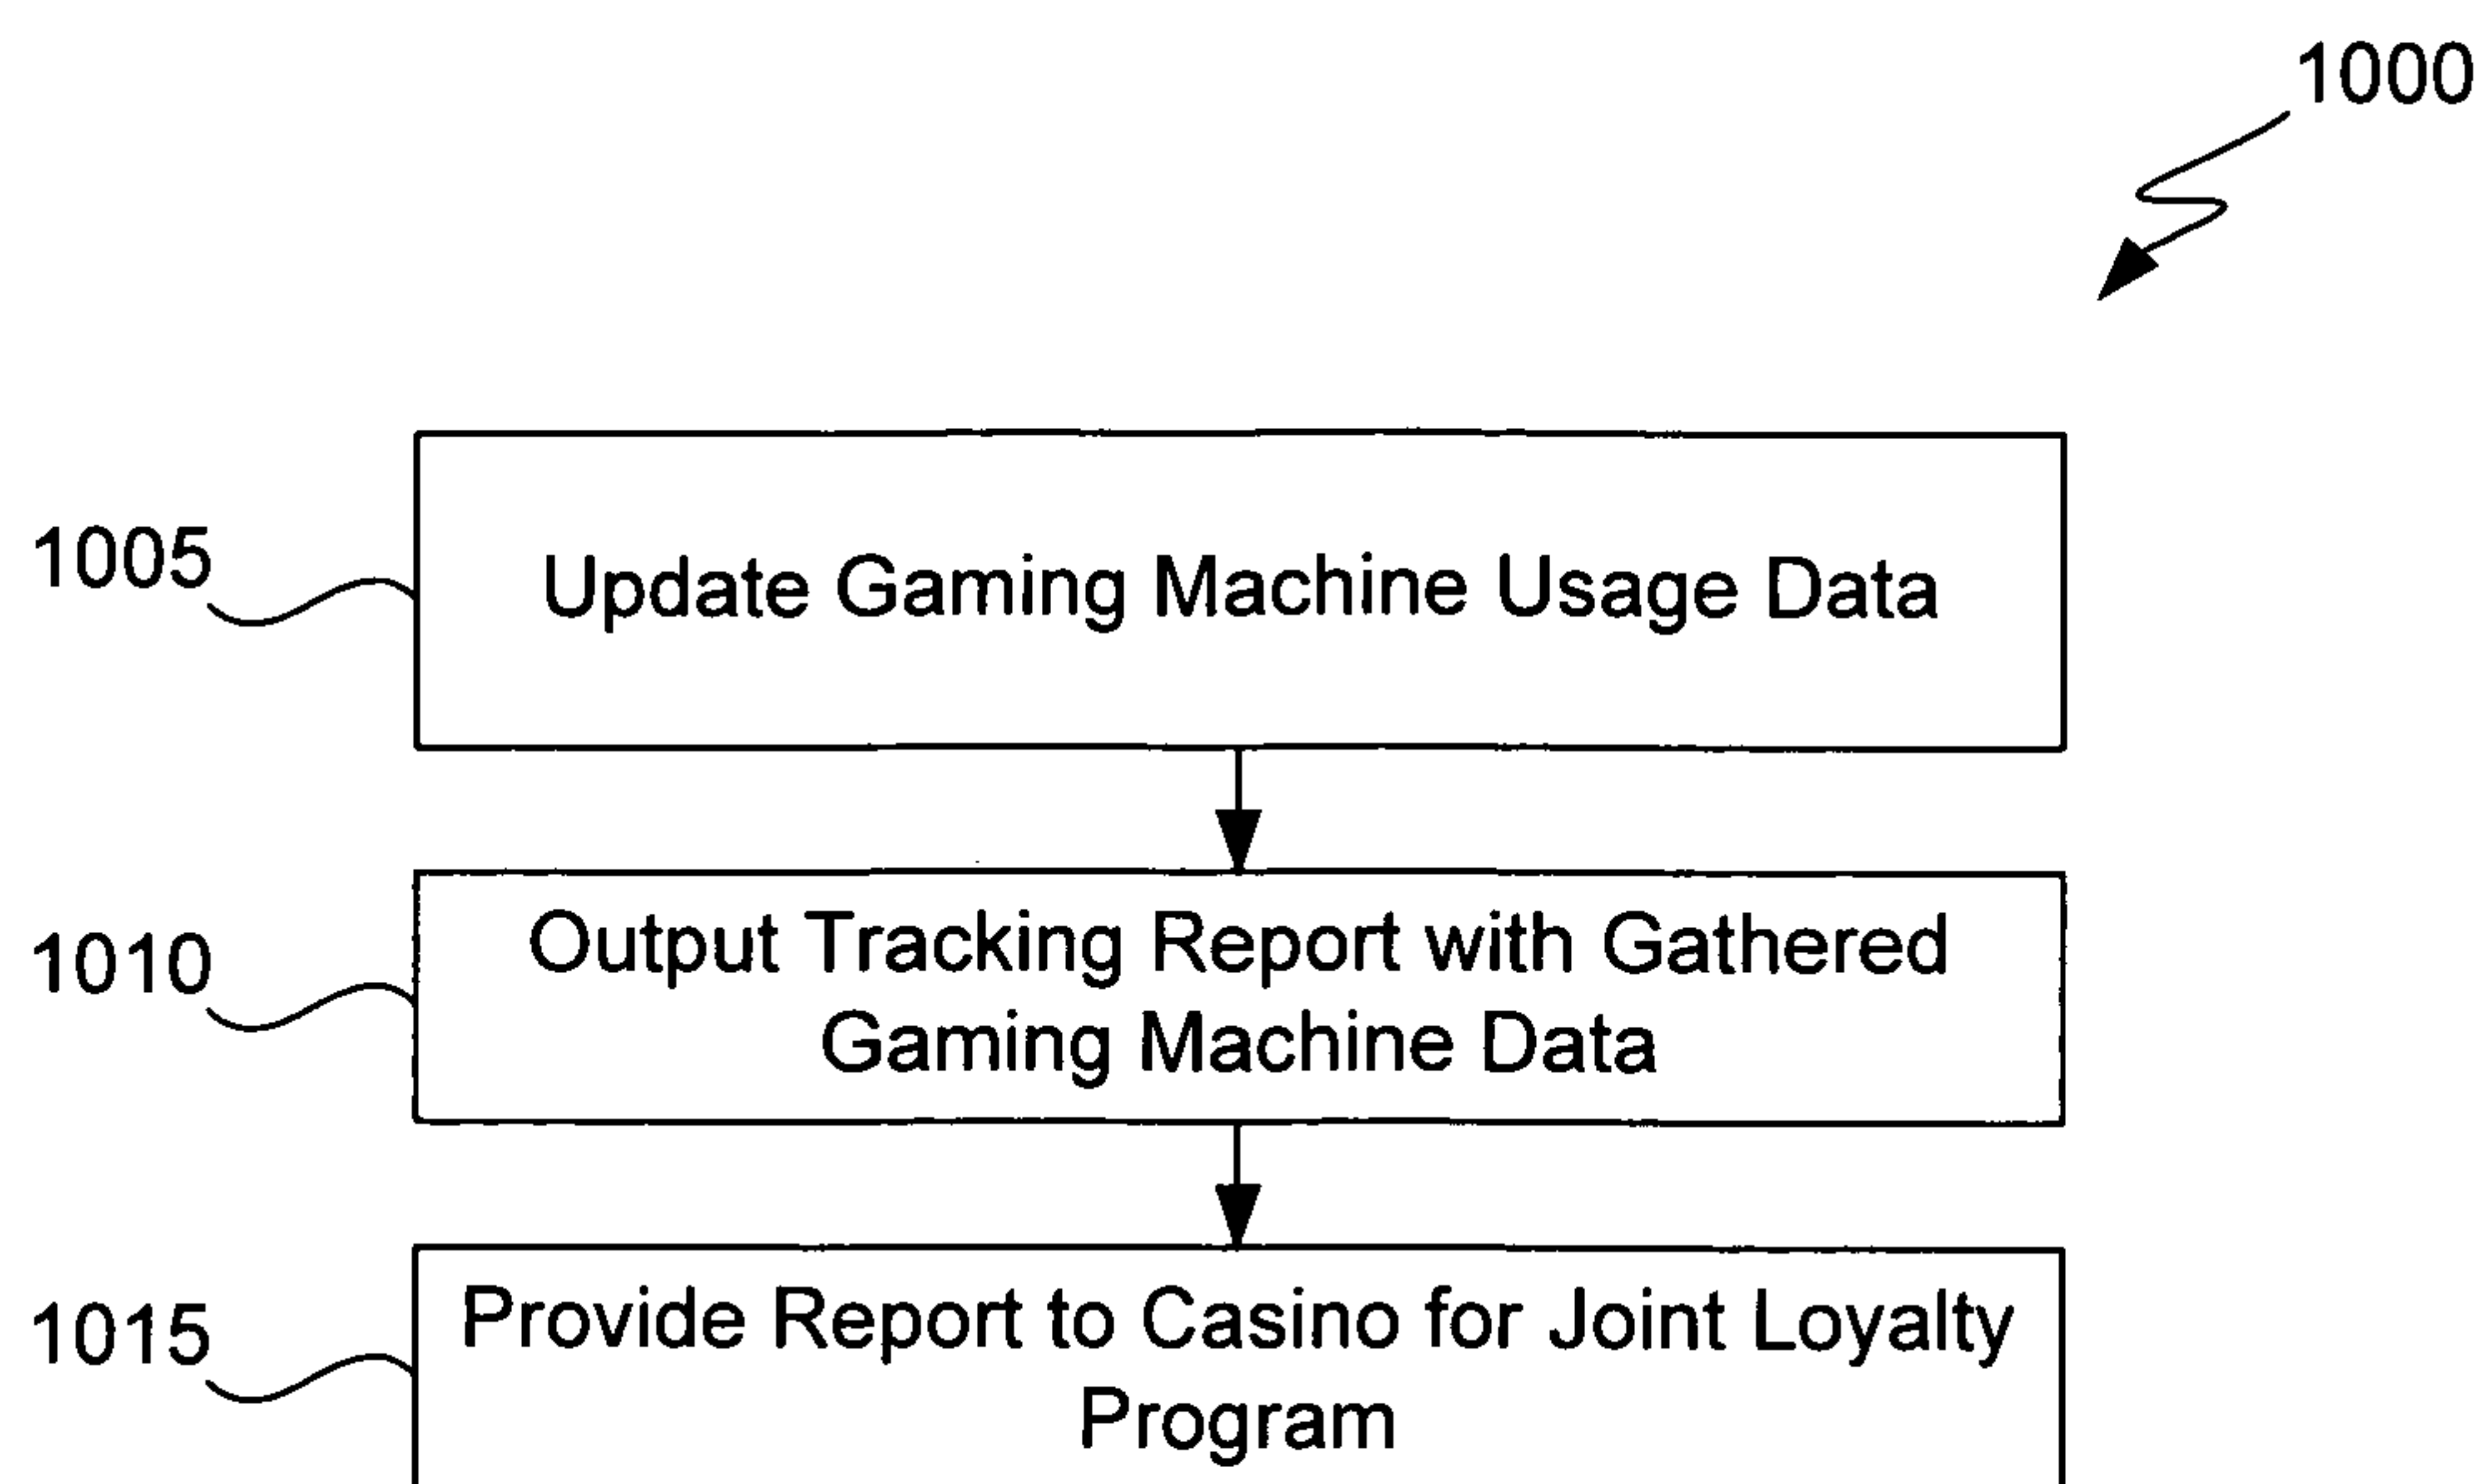 1000
1005
Update Gaming Machine Usage Data
1010
Output Tracking Report with Gathered
Gaming Machine Data
1015
Provide Report to Casino for Joint Loyalty
Program